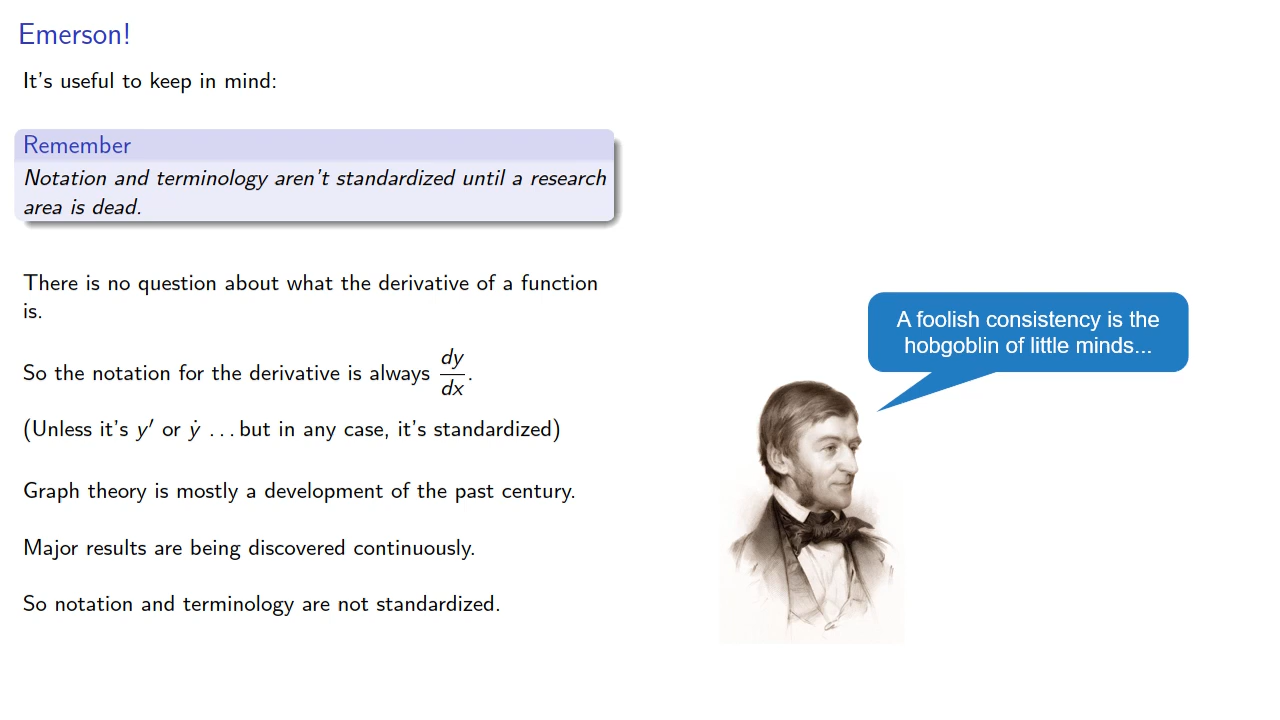 Emerson!
It's useful to keep in mind:
Remember
Notation and terminology aren't standardized until a research
area is dead.
There is no question about what the derivative of a function
is.
So the notation for the derivative is always dy/dx.
(Unless it's y′ or ẏ ...but in any case, it's standardized)
Graph theory is mostly a development of the past century.
Major results are being discovered continuously.
So notation and terminology are not standardized.
A foolish consistency is the
hobgoblin of little minds...